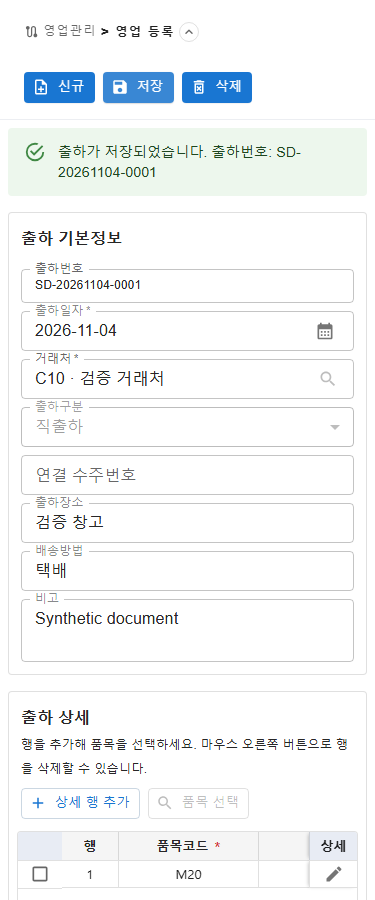 영업관리 > 영업 등록
신규 저장 삭제
출하가 저장되었습니다. 출하번호: SD-
20261104-0001
출하 기본정보
출하번호
SD-20261104-0001
출하일자 *
2026-11-04
거래처 *
C10 · 검증 거래처
출하구분
직출하
연결 수주번호
출하장소
검증 창고
배송방법
택배
비고
Synthetic document
출하 상세
행을 추가해 품목을 선택하세요. 마우스 오른쪽 버튼으로 행
을 삭제할 수 있습니다.
상세 행 추가 품목 선택
행 품목코드 * 상세
1 M20